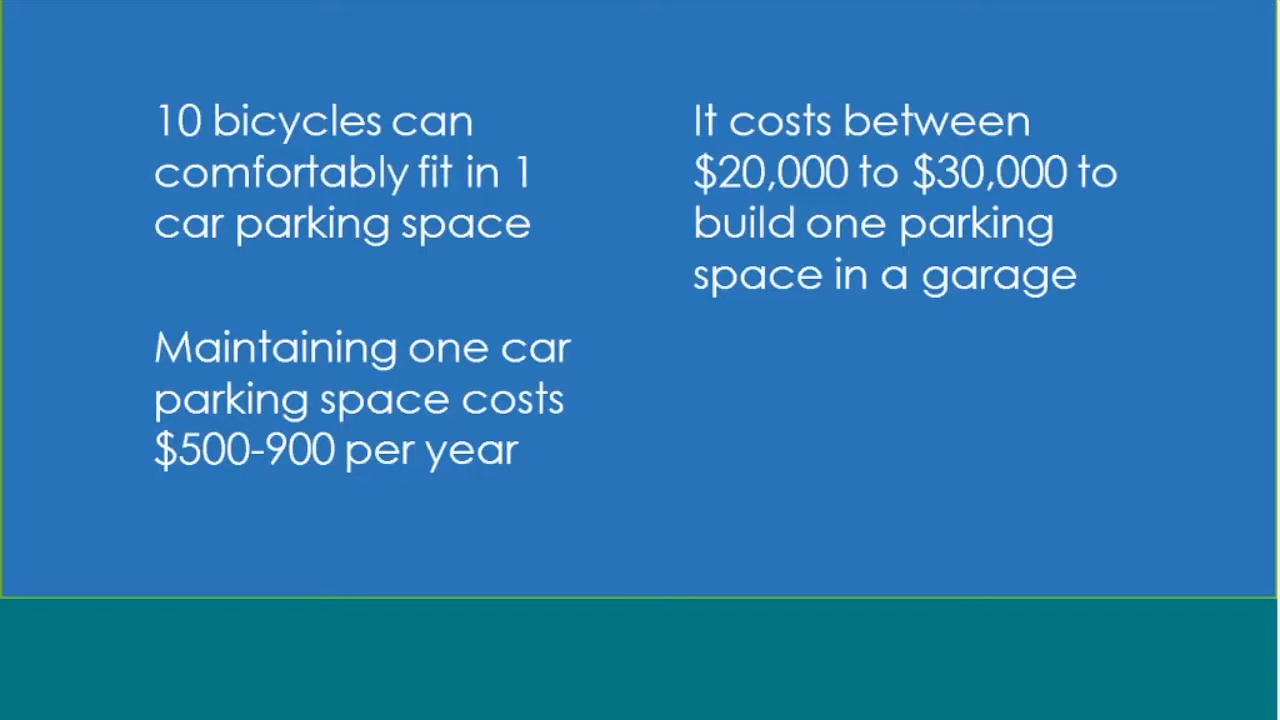 10 bicycles can
comfortably fit in 1
car parking space
Maintaining one car
parking space costs
$500-900 per year
It costs between
$20,000 to $30,000 to
build one parking
space in a garage